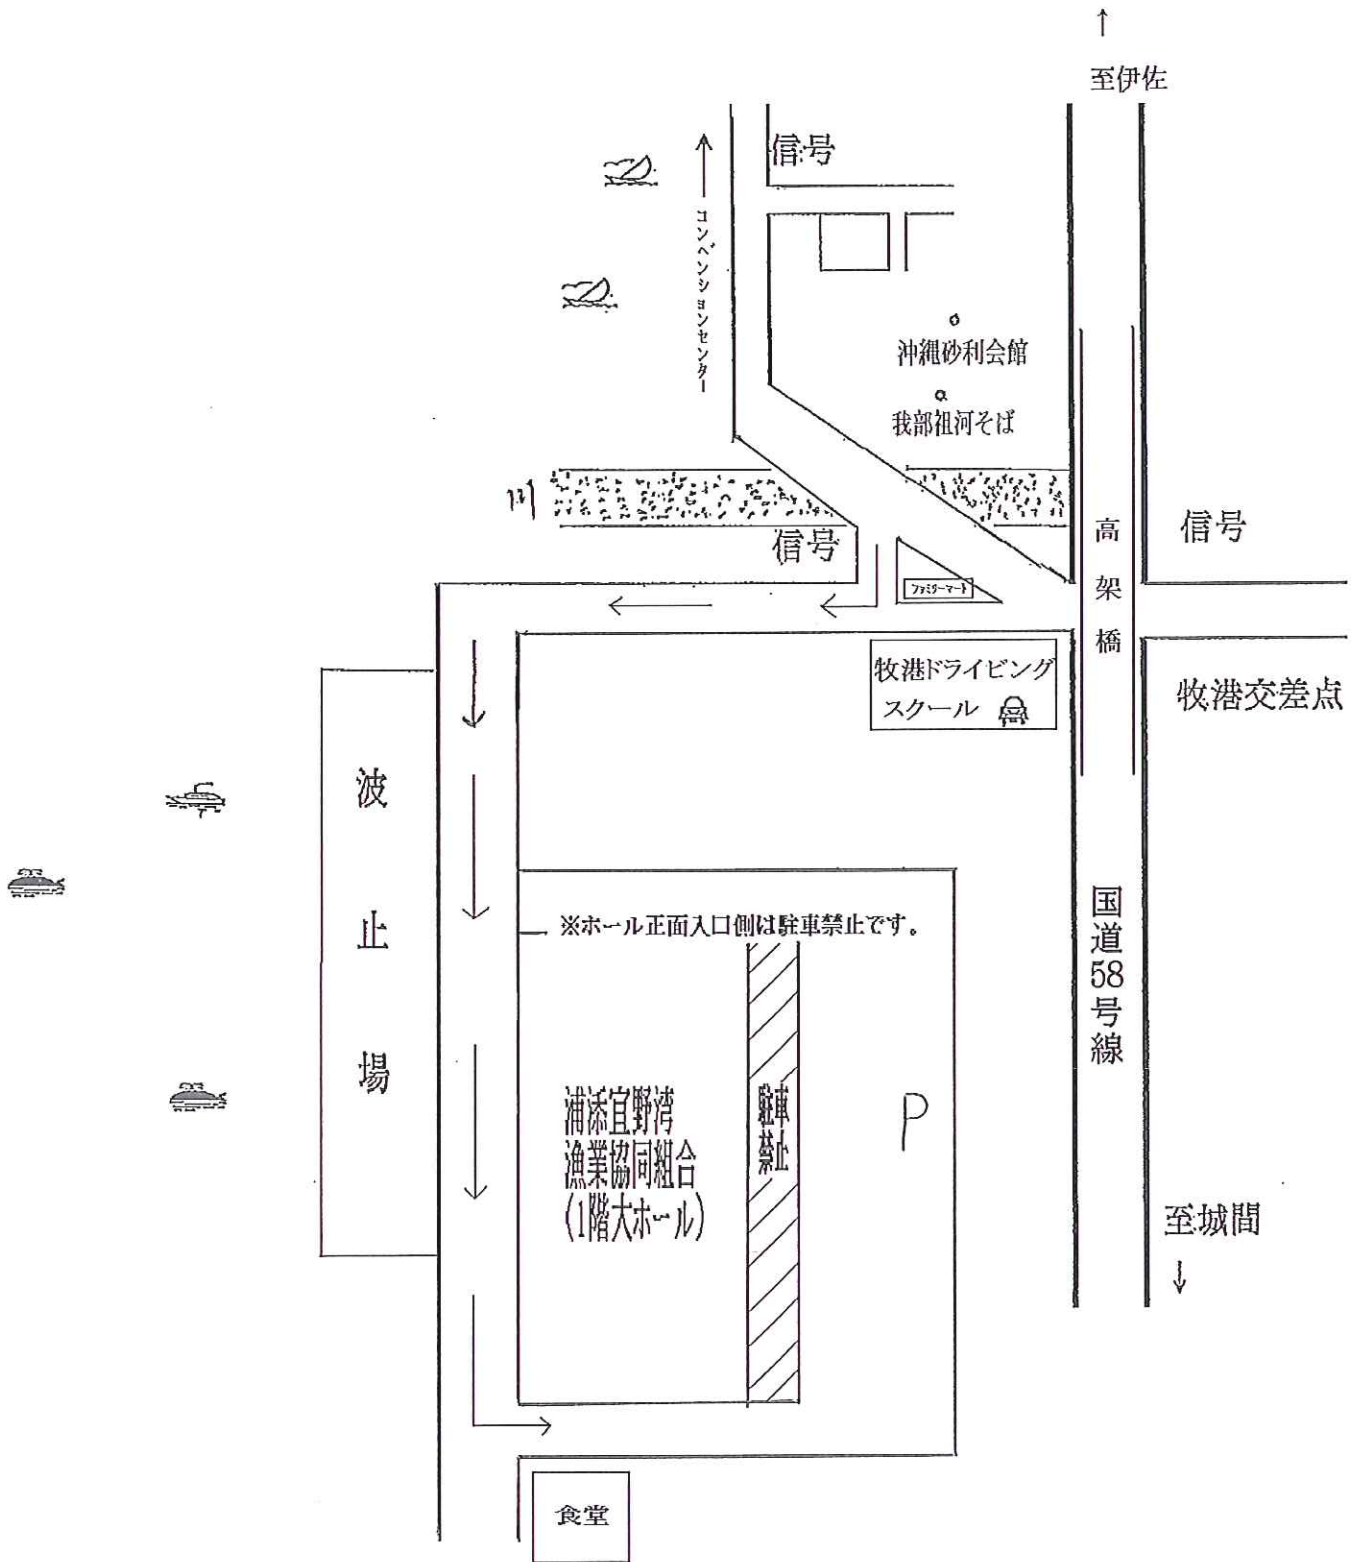 ↑
至伊佐
信号
コンベンションセンター
沖縄砂利会館
我部祖河そば
川
信号
高架橋
信号
ファミリーマート
牧港ドライビング
スクール
牧港交差点
波止場
国道58号線
※ホール正面入口側は駐車禁止です。
浦添宜野湾
漁業協同組合
(1階大ホール)
駐車
禁止
P
至城間
↓
食堂